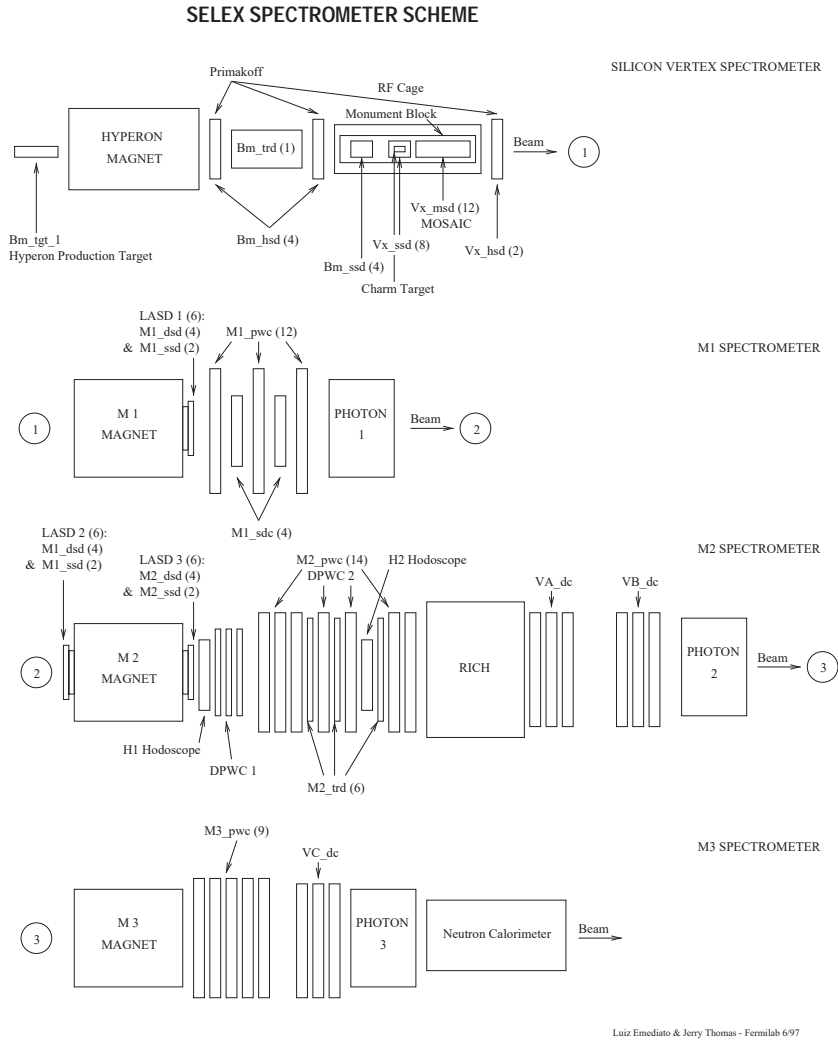 SELEX SPECTROMETER SCHEME
SILICON VERTEX SPECTROMETER
Primakoff
RF Cage
Monument Block
HYPERON
MAGNET
Bm_trd (1)
Beam
1
Vx_msd (12)
MOSAIC
Bm_tgt_1
Hyperon Production Target
Bm_hsd (4)
Vx_ssd (8)
Vx_hsd (2)
Bm_ssd (4)
Charm Target
LASD 1 (6):
M1_dsd (4)
& M1_ssd (2)
M1_pwc (12)
M1 SPECTROMETER
1
M 1
MAGNET
PHOTON
1
Beam
2
M1_sdc (4)
LASD 2 (6):
M1_dsd (4)
& M1_ssd (2)
LASD 3 (6):
M2_dsd (4)
& M2_ssd (2)
M2_pwc (14)
DPWC 2
H2 Hodoscope
M2 SPECTROMETER
VA_dc
VB_dc
2
M 2
MAGNET
RICH
PHOTON
2
Beam
3
H1 Hodoscope
DPWC 1
M2_trd (6)
M3_pwc (9)
VC_dc
M3 SPECTROMETER
3
M 3
MAGNET
PHOTON
3
Neutron Calorimeter
Beam
Luiz Emediato & Jerry Thomas - Fermilab 6/97